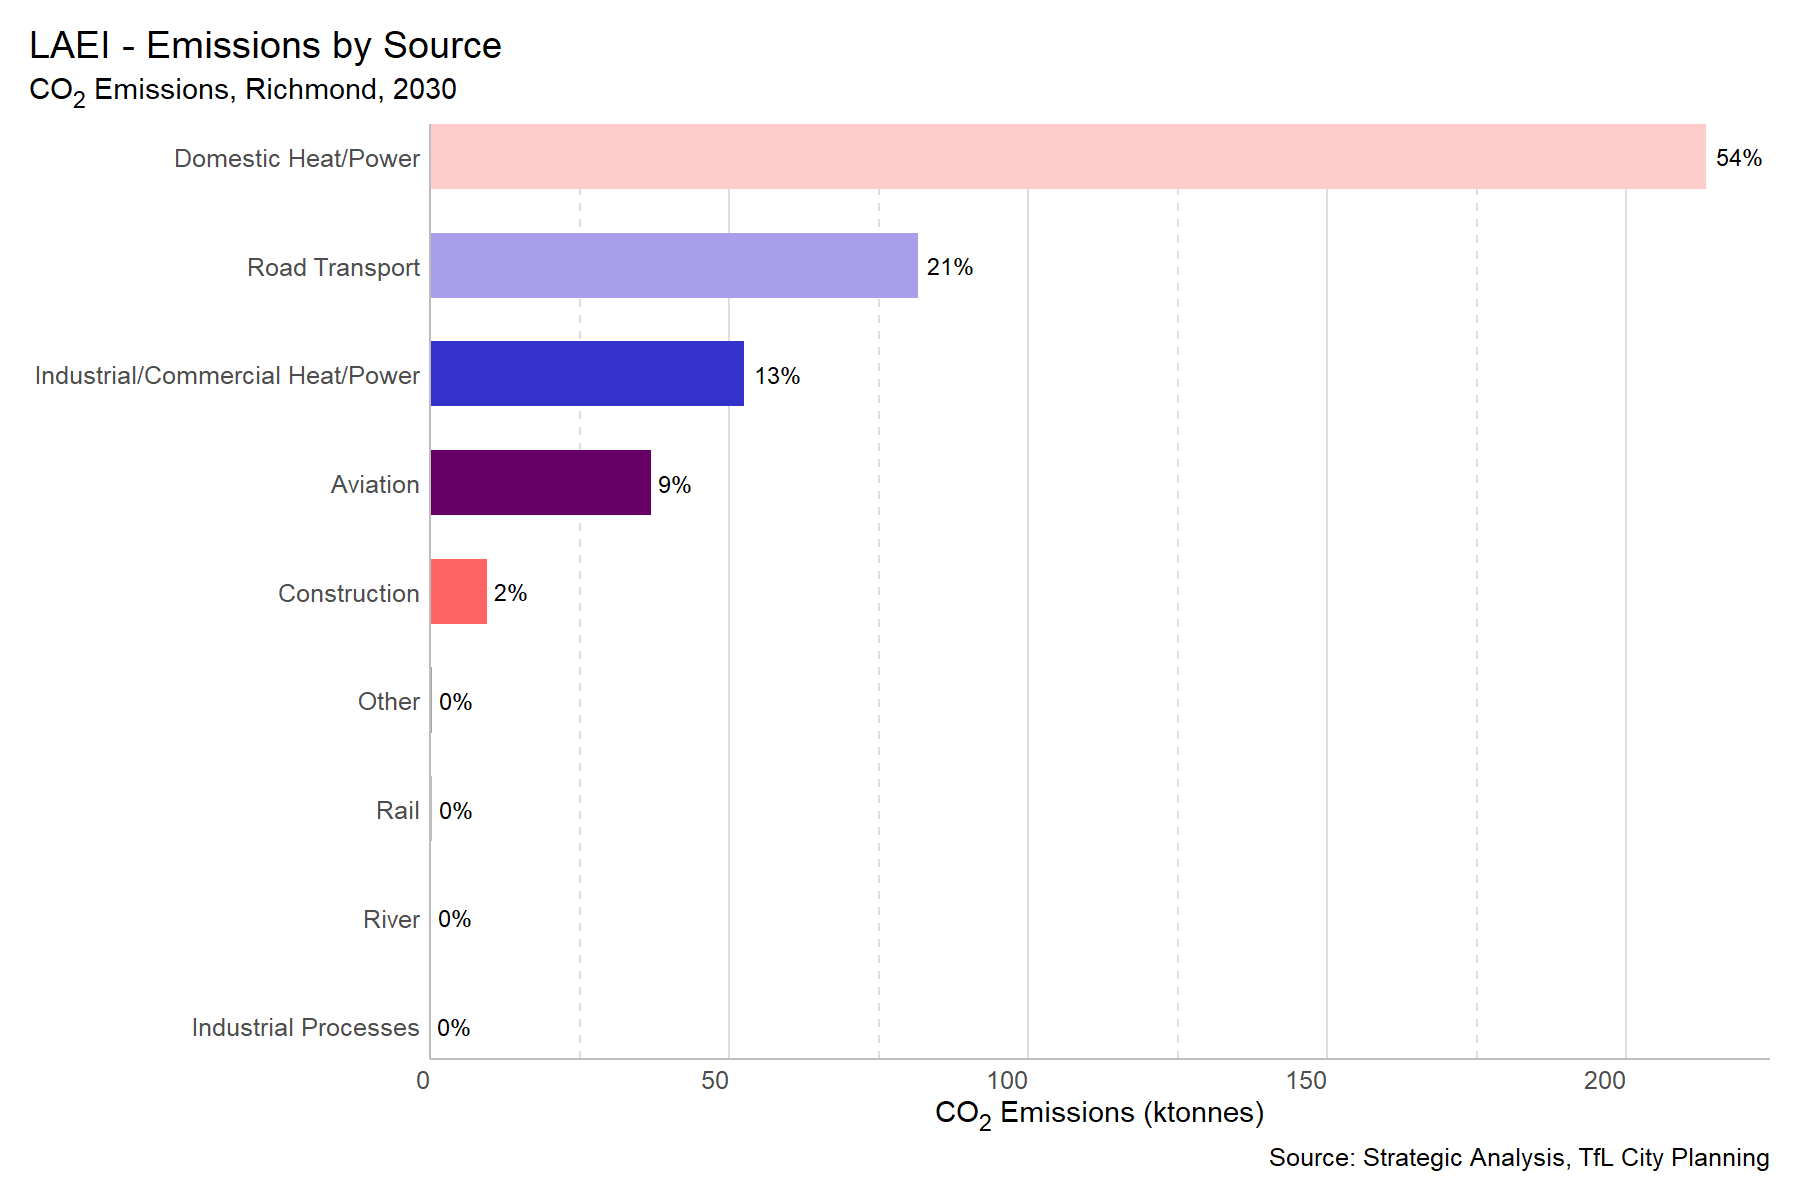 LAEI - Emissions by Source
CO₂ Emissions, Richmond, 2030
Domestic Heat/Power 54%
Road Transport 21%
Industrial/Commercial Heat/Power 13%
Aviation 9%
Construction 2%
Other 0%
Rail 0%
River 0%
Industrial Processes 0%
0 50 100 150 200
CO₂ Emissions (ktonnes)
Source: Strategic Analysis, TfL City Planning